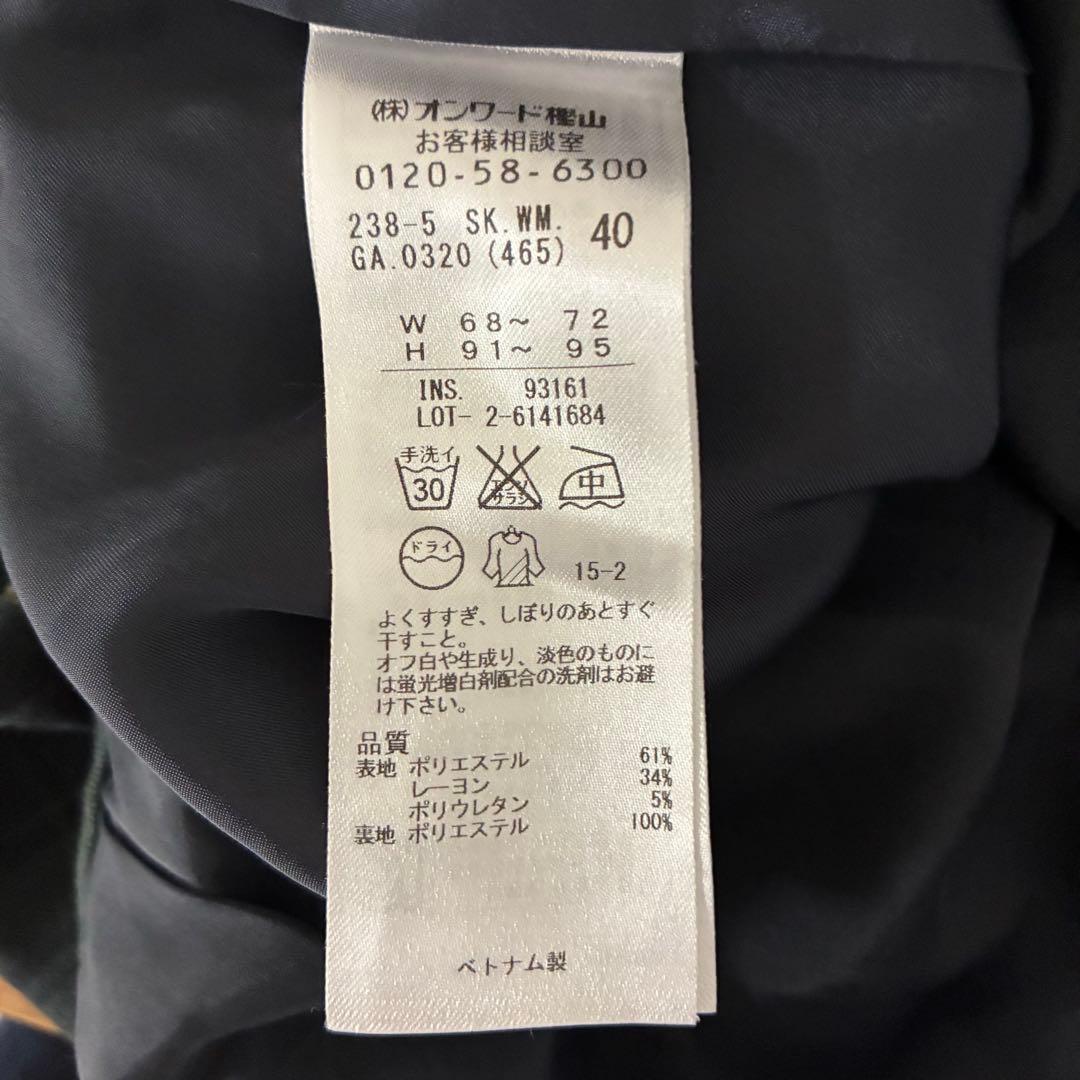 (株)オンワード樫山
お客様相談室
0120-58-6300
238-5 SK.WM. 40
GA.0320 (465)
W 68~ 72
H 91~ 95
INS. 93161
LOT- 2-6141684
手洗イ
30
エンソ
サラシ
中
ドライ
15-2
よくすすぎ、しぼりのあとすぐ
干すこと。
オフ白や生成り、淡色のものに
は蛍光増白剤配合の洗剤はお避
け下さい。
品質
表地 ポリエステル 61%
レーヨン 34%
ポリウレタン 5%
裏地 ポリエステル 100%
ベトナム製